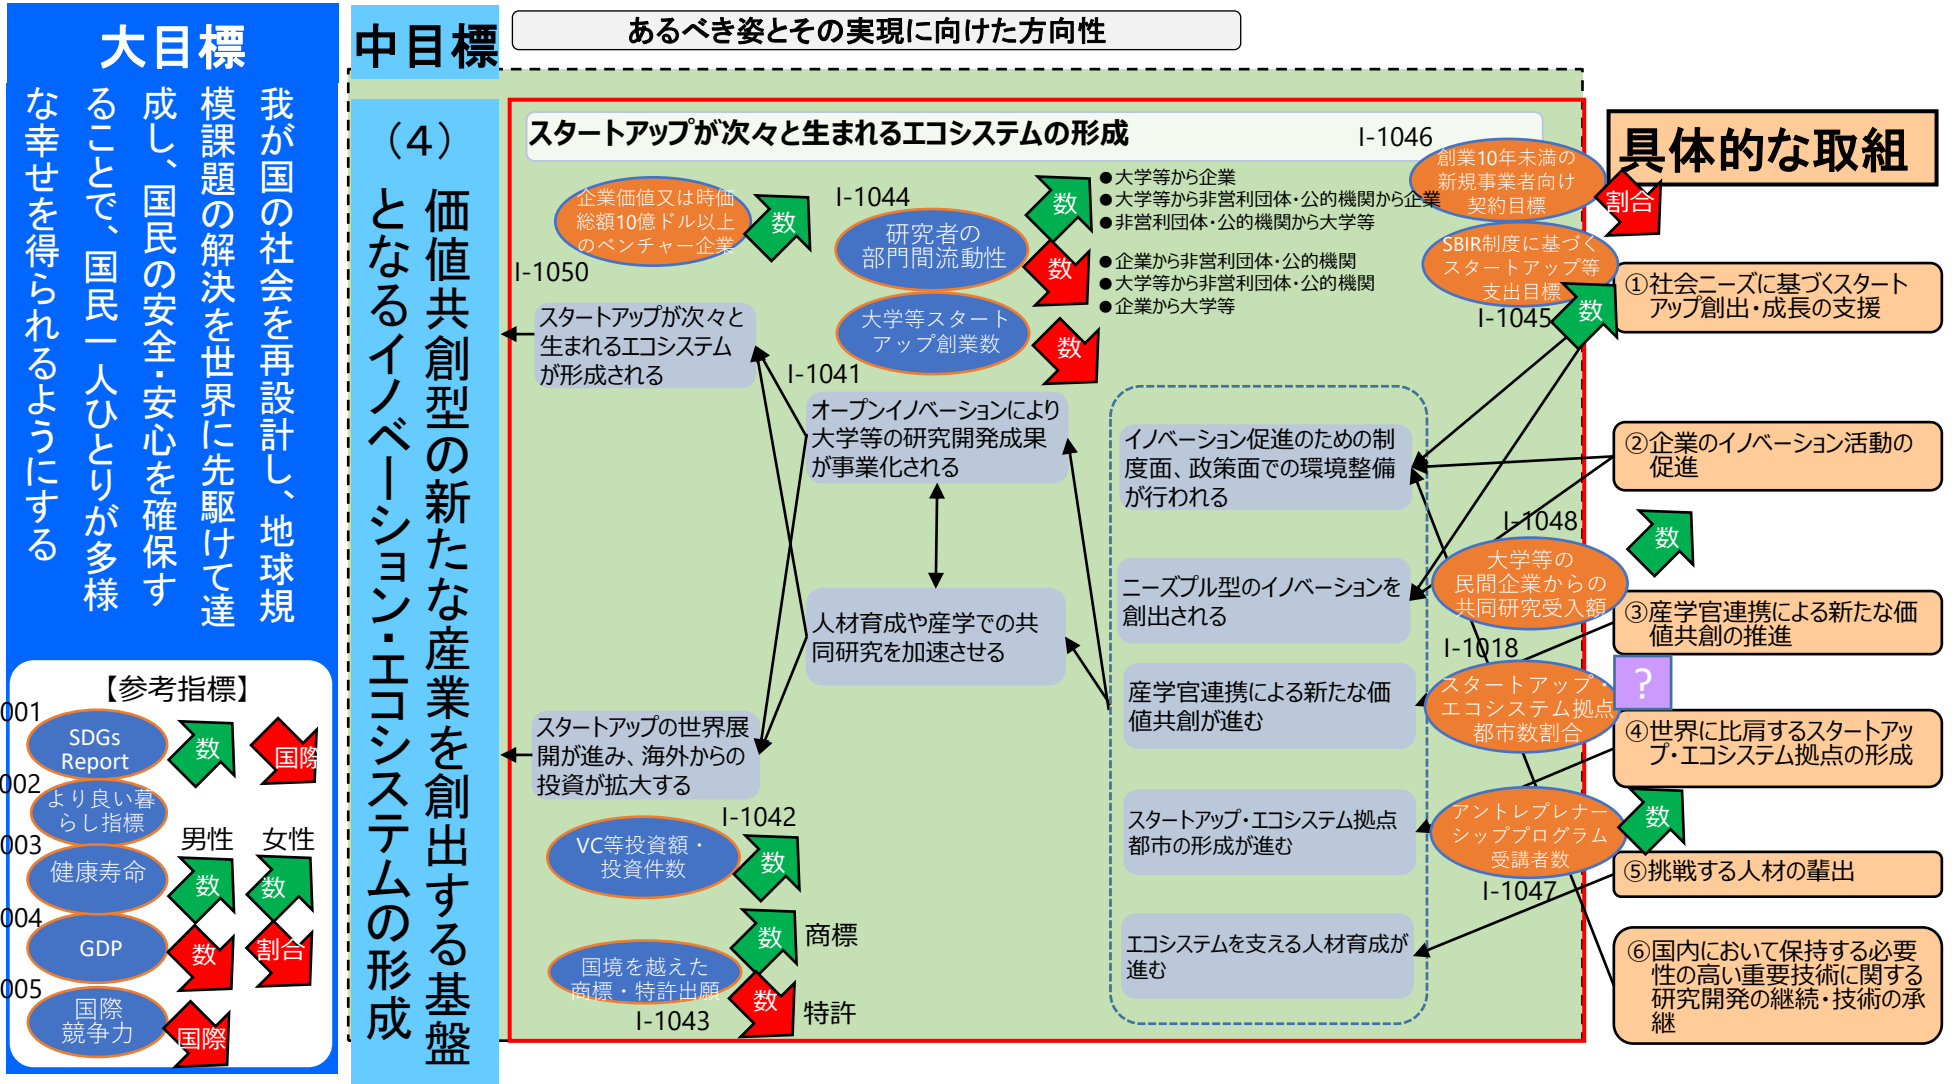 大目標
我が国の社会を再設計し、地球規
模課題の解決を世界に先駆けて達
成し、国民の安全・安心を確保す
ることで、国民一人ひとりが多様
な幸せを得られるようにする
【参考指標】
001
SDGs
Report
数
国際
002
より良い暮
らし指標
003
男性
女性
健康寿命
数
数
004
GDP
数
割合
005
国際
競争力
国際
中目標
（4）
価値共創型の新たな産業を創出する基盤
となるイノベーション・エコシステムの形成
あるべき姿とその実現に向けた方向性
スタートアップが次々と生まれるエコシステムの形成
I-1046
創業10年未満の
新規事業者向け
契約目標
割合
企業価値又は時価
総額10億ドル以上
のベンチャー企業
数
I-1050
I-1044
研究者の
部門間流動性
数
●大学等から企業
●大学等から非営利団体・公的機関から企業
●非営利団体・公的機関から大学等
数
●企業から非営利団体・公的機関
●大学等から非営利団体・公的機関
●企業から大学等
SBIR制度に基づく
スタートアップ等
支出目標
I-1045
数
大学等スタート
アップ創業数
数
I-1041
スタートアップが次々と
生まれるエコシステム
が形成される
オープンイノベーションにより
大学等の研究開発成果
が事業化される
人材育成や産学での共
同研究を加速させる
スタートアップの世界展
開が進み、海外からの
投資が拡大する
I-1042
VC等投資額・
投資件数
数
数
商標
国境を越えた
商標・特許出願
数
特許
I-1043
イノベーション促進のための制
度面、政策面での環境整備
が行われる
ニーズプル型のイノベーションを
創出される
産学官連携による新たな価
値共創が進む
スタートアップ・エコシステム拠点
都市の形成が進む
エコシステムを支える人材育成が
進む
I-1048
大学等の
民間企業からの
共同研究受入額
数
I-1018
スタートアップ・
エコシステム拠点
都市数割合
?
アントレプレナー
シッププログラム
受講者数
数
I-1047
具体的な取組
①社会ニーズに基づくスタート
アップ創出・成長の支援
②企業のイノベーション活動の
促進
③産学官連携による新たな価
値共創の推進
④世界に比肩するスタートアッ
プ・エコシステム拠点の形成
⑤挑戦する人材の輩出
⑥国内において保持する必要
性の高い重要技術に関する
研究開発の継続・技術の承
継